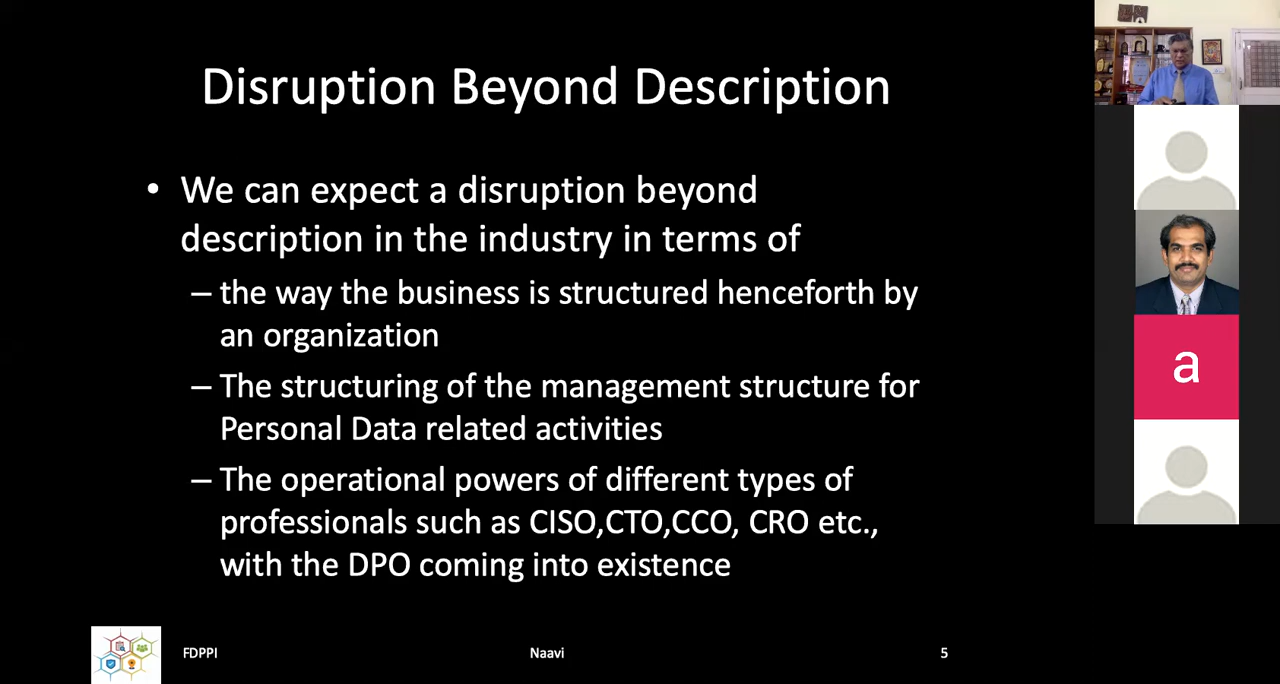 Disruption Beyond Description
• We can expect a disruption beyond
description in the industry in terms of
– the way the business is structured henceforth by
an organization
– The structuring of the management structure for
Personal Data related activities
– The operational powers of different types of
professionals such as CISO,CTO,CCO, CRO etc.,
with the DPO coming into existence
FDPPI
Naavi
5
a